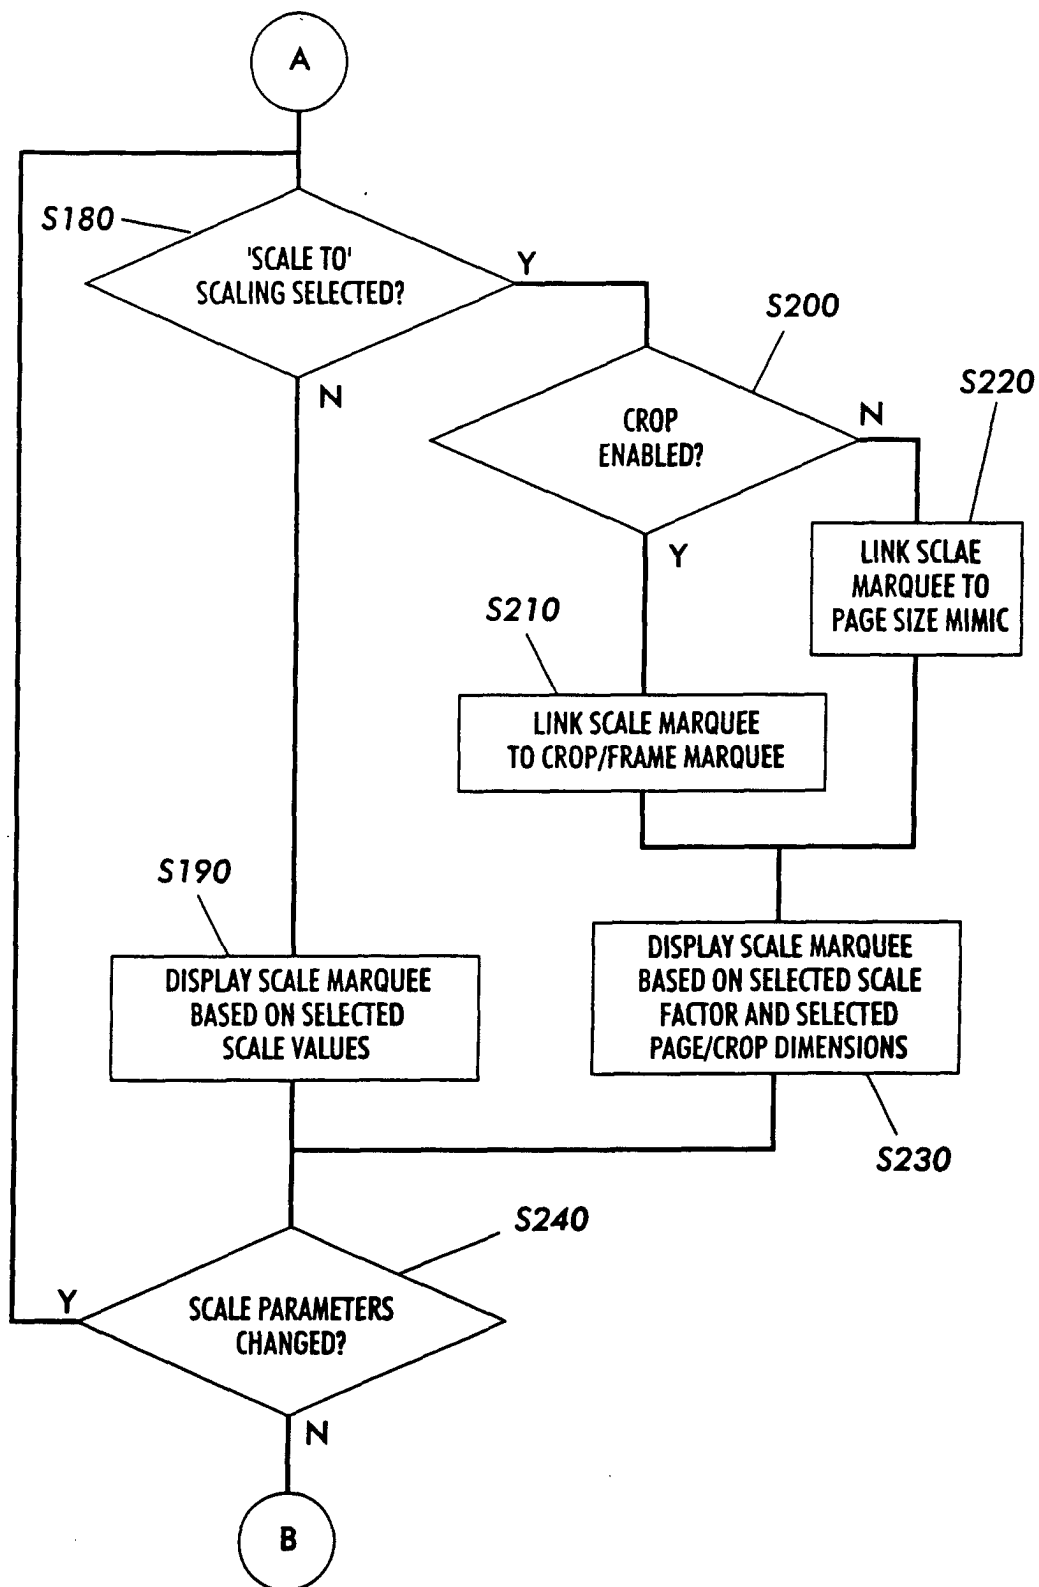 A
S180
'SCALE TO'
SCALING SELECTED?
Y
N
S200
CROP
ENABLED?
N
Y
S220
LINK SCLAE
MARQUEE TO
PAGE SIZE MIMIC
S210
LINK SCALE MARQUEE
TO CROP/FRAME MARQUEE
S190
DISPLAY SCALE MARQUEE
BASED ON SELECTED
SCALE VALUES
DISPLAY SCALE MARQUEE
BASED ON SELECTED SCALE
FACTOR AND SELECTED
PAGE/CROP DIMENSIONS
S230
S240
SCALE PARAMETERS
CHANGED?
Y
N
B